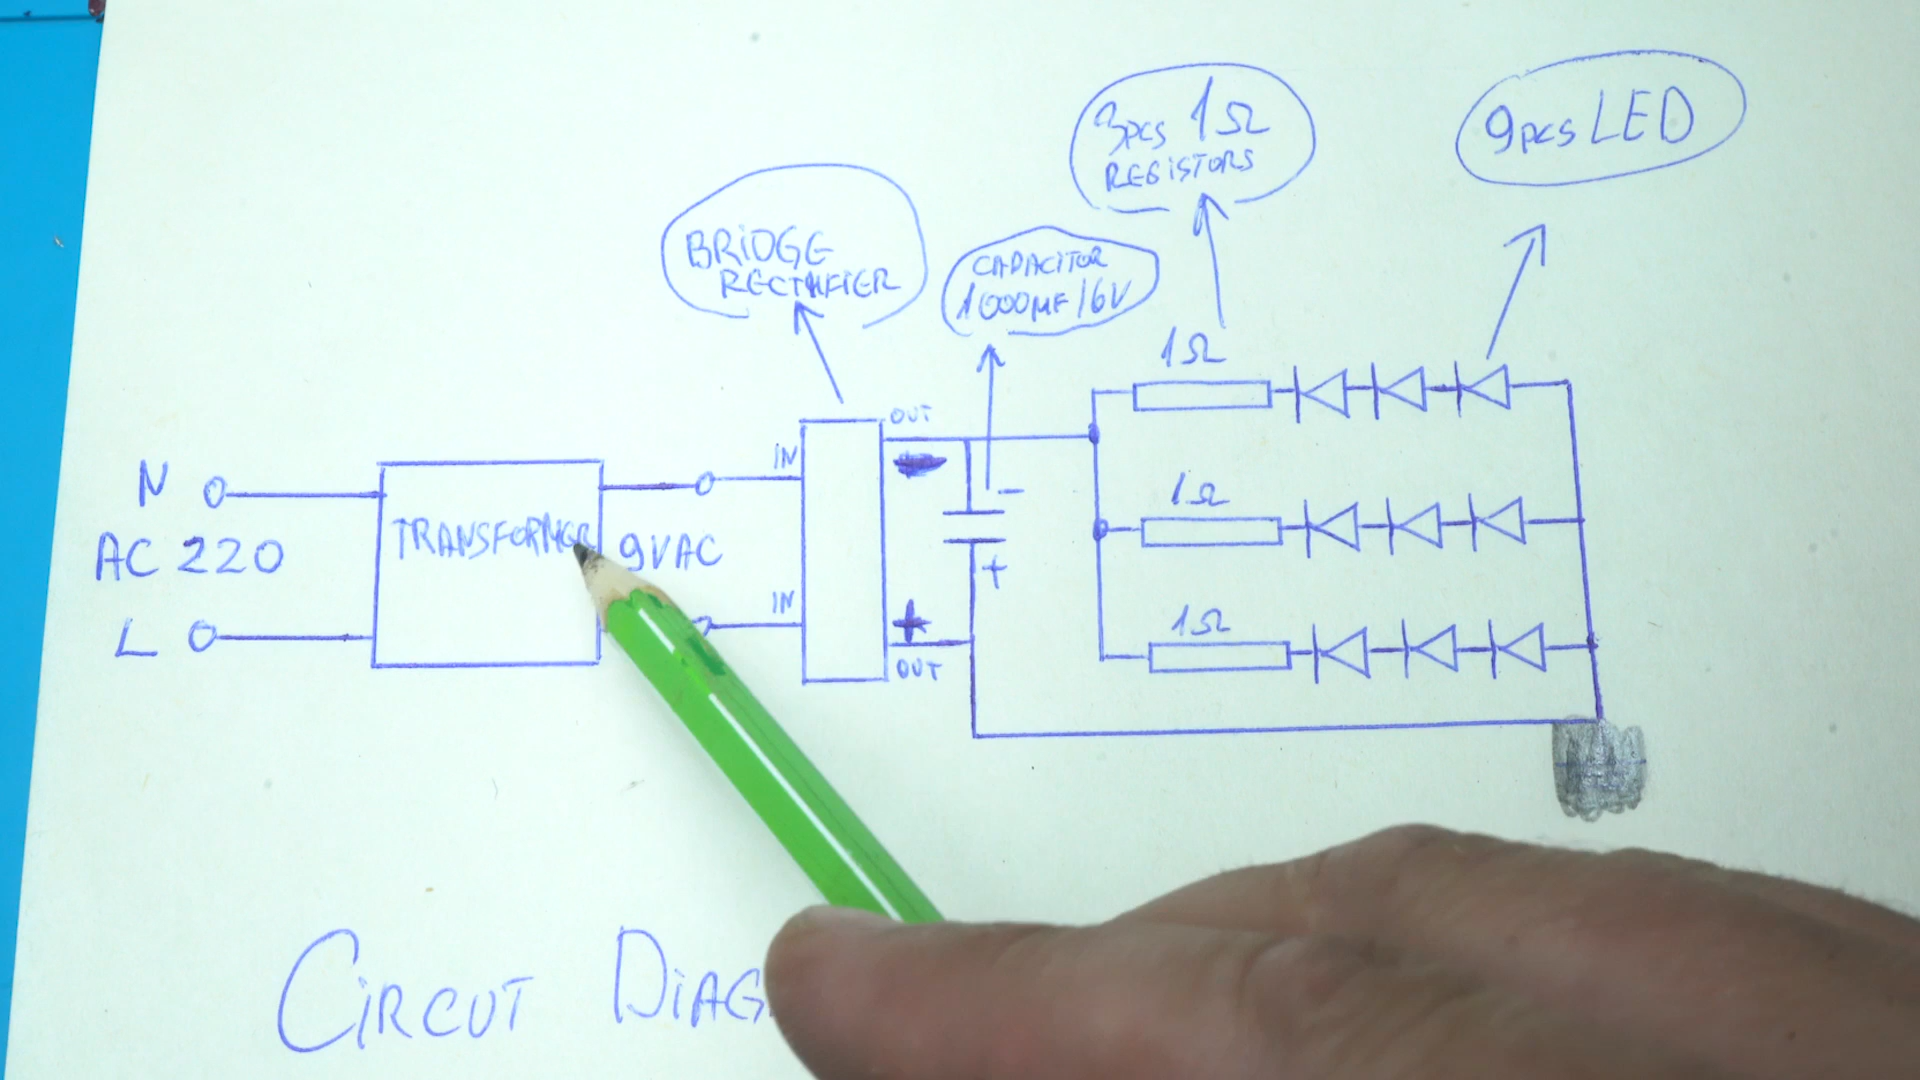 3pcs 1Ω
RESISTORS
9pcs LED
BRIDGE
RECTIFIER
CAPACITOR
1000MF 16V
1Ω
OUT
IN
N
−
1Ω
TRANSFORMER
AC 220
9VAC
+
IN
+
1Ω
L
OUT
CIRCUT DIAG